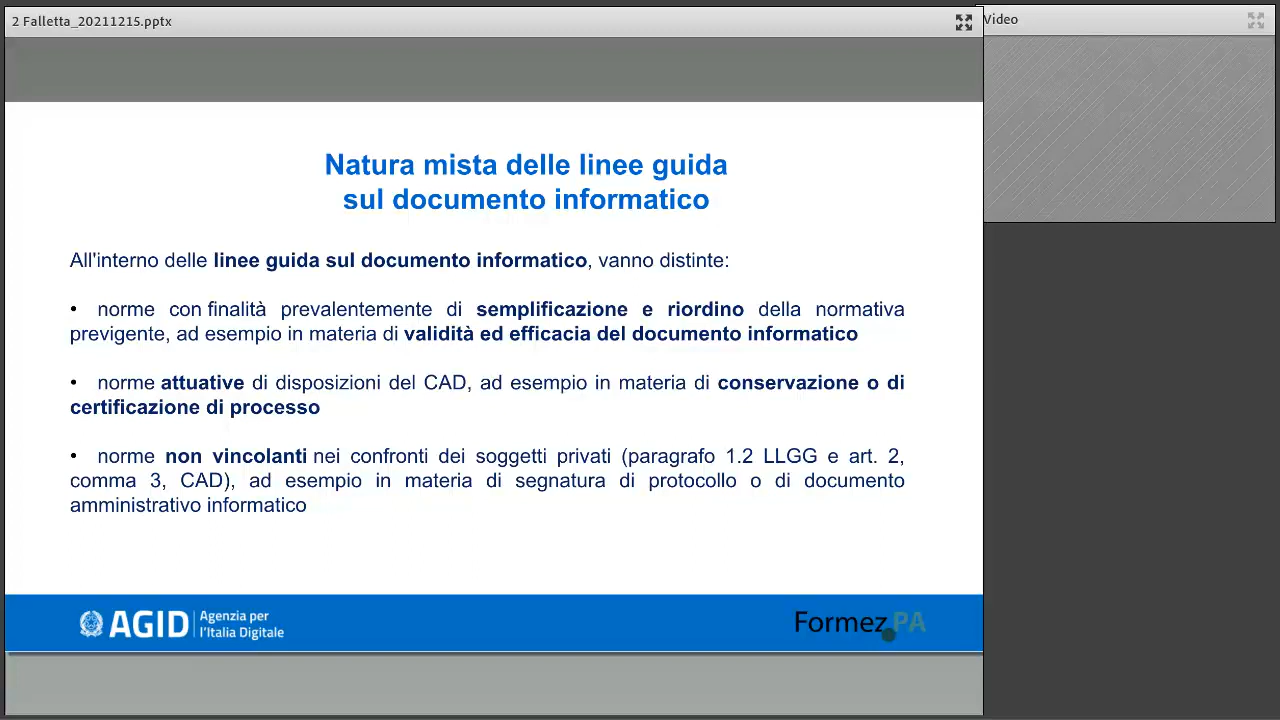 2 Falletta_20211215.pptx
Video
Natura mista delle linee guida
sul documento informatico
All'interno delle linee guida sul documento informatico, vanno distinte:
• norme con finalità prevalentemente di semplificazione e riordino della normativa
previgente, ad esempio in materia di validità ed efficacia del documento informatico
• norme attuative di disposizioni del CAD, ad esempio in materia di conservazione o di
certificazione di processo
• norme non vincolanti nei confronti dei soggetti privati (paragrafo 1.2 LLGG e art. 2,
comma 3, CAD), ad esempio in materia di segnatura di protocollo o di documento
amministrativo informatico
AGID Agenzia per
l'Italia Digitale
Formez PA